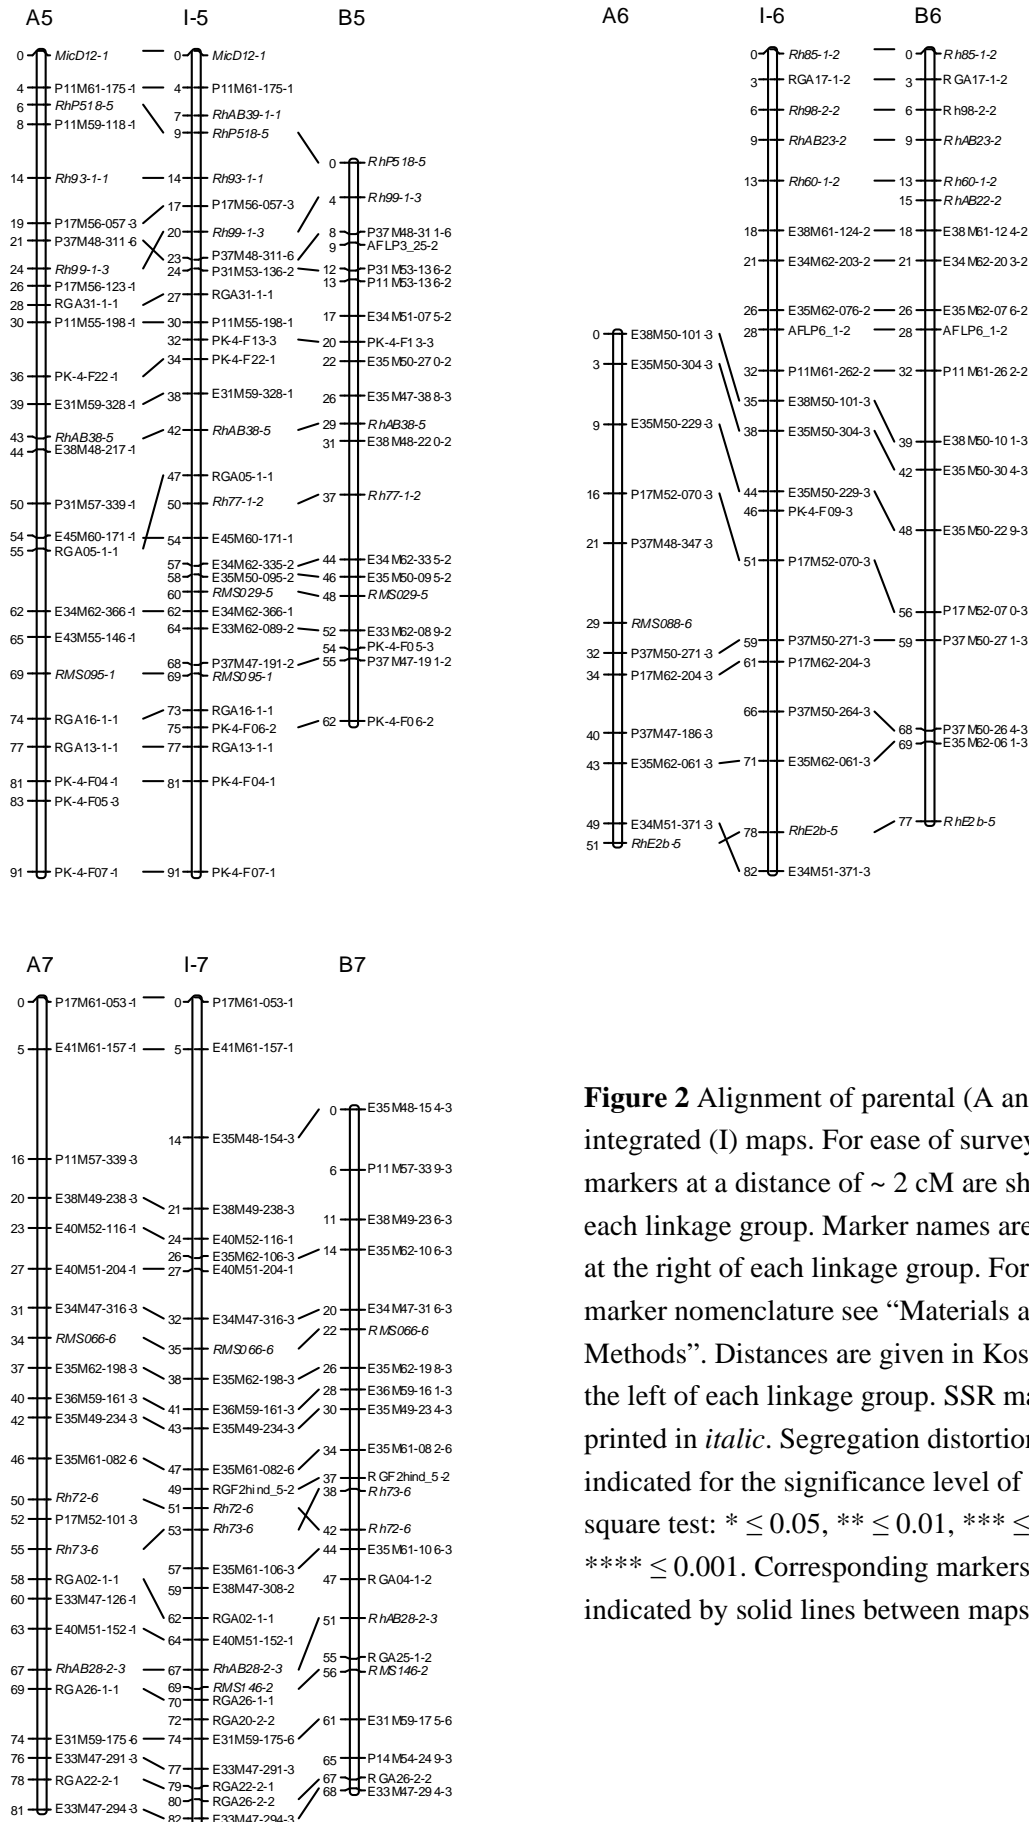 A5
0 MicD12-1
4 P11M61-175-1
6 RhP518-5
8 P11M59-118-1
14 Rh93-1-1
19 P17M56-057-3
21 P37M48-311-6
24 Rh99-1-3
26 P17M56-123-1
28 RGA31-1-1
30 P11M55-198-1
36 PK-4-F22-1
39 E31M59-328-1
43 RhAB38-5
44 E38M48-217-1
50 P31M57-339-1
54 E45M60-171-1
55 RGA05-1-1
62 E34M62-366-1
65 E43M55-146-1
69 RMS095-1
74 RGA16-1-1
77 RGA13-1-1
81 PK-4-F04-1
83 PK-4-F05-3
91 PK-4-F07-1
I-5
0 MicD12-1
4 P11M61-175-1
7 RhAB39-1-1
9 RhP518-5
14 Rh93-1-1
17 P17M56-057-3
20 Rh99-1-3
23 P37M48-311-6
24 P31M53-136-2
27 RGA31-1-1
30 P11M55-198-1
32 PK-4-F13-3
34 PK-4-F22-1
38 E31M59-328-1
42 RhAB38-5
47 RGA05-1-1
50 Rh77-1-2
54 E45M60-171-1
57 E34M62-335-2
58 E35M50-095-2
60 RMS029-5
62 E34M62-366-1
64 E33M62-089-2
68 P37M47-191-2
69 RMS095-1
73 RGA16-1-1
75 PK-4-F06-2
77 RGA13-1-1
81 PK-4-F04-1
91 PK-4-F07-1
B5
0 RhP518-5
4 Rh99-1-3
8 P37M48-311-6
9 AFLP3_25-2
12 P31M53-136-2
13 P11M53-136-2
17 E34M51-075-2
20 PK-4-F13-3
22 E35M50-270-2
26 E35M47-388-3
29 RhAB38-5
31 E38M48-220-2
37 Rh77-1-2
44 E34M62-335-2
46 E35M50-095-2
48 RMS029-5
52 E33M62-089-2
54 PK-4-F05-3
55 P37M47-191-2
62 PK-4-F06-2
A6
0 E38M50-101-3
3 E35M50-304-3
9 E35M50-229-3
16 P17M52-070-3
21 P37M48-347-3
29 RMS088-6
32 P37M50-271-3
34 P17M62-204-3
40 P37M47-186-3
43 E35M62-061-3
49 E34M51-371-3
51 RhE2b-5
I-6
0 Rh85-1-2
3 RGA17-1-2
6 Rh98-2-2
9 RhAB23-2
13 Rh60-1-2
18 E38M61-124-2
21 E34M62-203-2
26 E35M62-076-2
28 AFLP6_1-2
32 P11M61-262-2
35 E38M50-101-3
38 E35M50-304-3
44 E35M50-229-3
46 PK-4-F09-3
51 P17M52-070-3
59 P37M50-271-3
61 P17M62-204-3
66 P37M50-264-3
71 E35M62-061-3
78 RhE2b-5
82 E34M51-371-3
B6
0 Rh85-1-2
3 RGA17-1-2
6 Rh98-2-2
9 RhAB23-2
13 Rh60-1-2
15 RhAB22-2
18 E38M61-124-2
21 E34M62-203-2
26 E35M62-076-2
28 AFLP6_1-2
32 P11M61-262-2
39 E38M50-101-3
42 E35M50-304-3
48 E35M50-229-3
56 P17M52-070-3
59 P37M50-271-3
68 P37M50-264-3
69 E35M62-061-3
77 RhE2b-5
A7
0 P17M61-053-1
5 E41M61-157-1
16 P11M57-339-3
20 E38M49-238-3
23 E40M52-116-1
27 E40M51-204-1
31 E34M47-316-3
34 RMS066-6
37 E35M62-198-3
40 E36M59-161-3
42 E35M49-234-3
46 E35M61-082-6
50 Rh72-6
52 P17M52-101-3
55 Rh73-6
58 RGA02-1-1
60 E33M47-126-1
63 E40M51-152-1
67 RhAB28-2-3
69 RGA26-1-1
74 E31M59-175-6
76 E33M47-291-3
78 RGA22-2-1
81 E33M47-294-3
I-7
0 P17M61-053-1
5 E41M61-157-1
14 E35M48-154-3
21 E38M49-238-3
24 E40M52-116-1
26 E35M62-106-3
27 E40M51-204-1
32 E34M47-316-3
35 RMS066-6
38 E35M62-198-3
41 E36M59-161-3
43 E35M49-234-3
47 E35M61-082-6
49 RGF2hind_5-2
51 Rh72-6
53 Rh73-6
57 E35M61-106-3
59 E38M47-308-2
62 RGA02-1-1
64 E40M51-152-1
67 RhAB28-2-3
69 RMS146-2
70 RGA26-1-1
72 RGA20-2-2
74 E31M59-175-6
77 E33M47-291-3
79 RGA22-2-1
80 RGA26-2-2
82 E33M47-294-3
B7
0 E35M48-154-3
6 P11M57-339-3
11 E38M49-236-3
14 E35M62-106-3
20 E34M47-316-3
22 RMS066-6
26 E35M62-198-3
28 E36M59-161-3
30 E35M49-234-3
34 E35M61-082-6
37 RGF2hind_5-2
38 Rh73-6
42 Rh72-6
44 E35M61-106-3
47 RGA04-1-2
51 RhAB28-2-3
55 RGA25-1-2
56 RMS146-2
61 E31M59-175-6
65 P14M54-249-3
67 RGA26-2-2
68 E33M47-294-3
Figure 2 Alignment of parental (A an
integrated (I) maps. For ease of survey
markers at a distance of ~ 2 cM are sh
each linkage group. Marker names are
at the right of each linkage group. For
marker nomenclature see “Materials a
Methods”. Distances are given in Kos
the left of each linkage group. SSR ma
printed in italic. Segregation distortion
indicated for the significance level of
square test: * ≤ 0.05, ** ≤ 0.01, *** ≤
**** ≤ 0.001. Corresponding markers
indicated by solid lines between maps